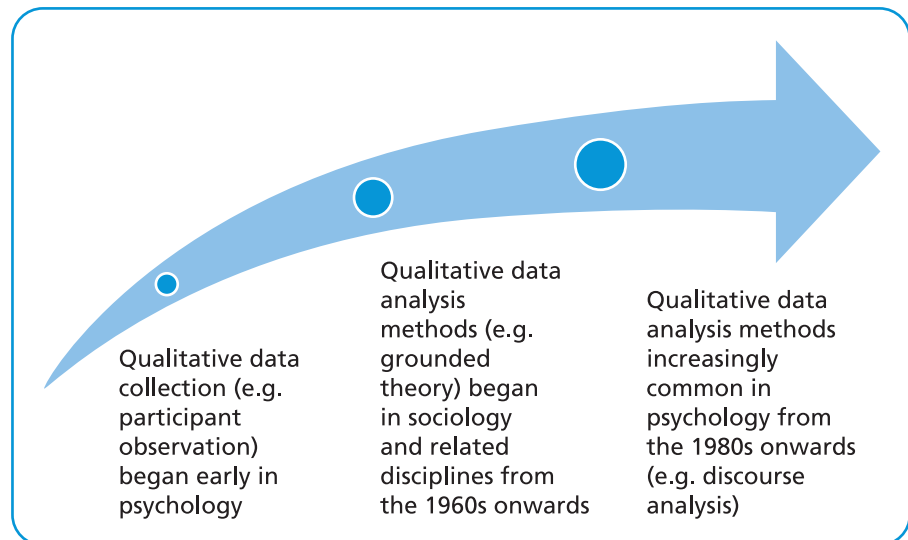 Qualitative data
collection (e.g.
participant
observation)
began early in
psychology
Qualitative data
analysis
methods (e.g.
grounded
theory) began
in sociology
and related
disciplines from
the 1960s onwards
Qualitative data
analysis methods
increasingly
common in
psychology from
the 1980s onwards
(e.g. discourse
analysis)